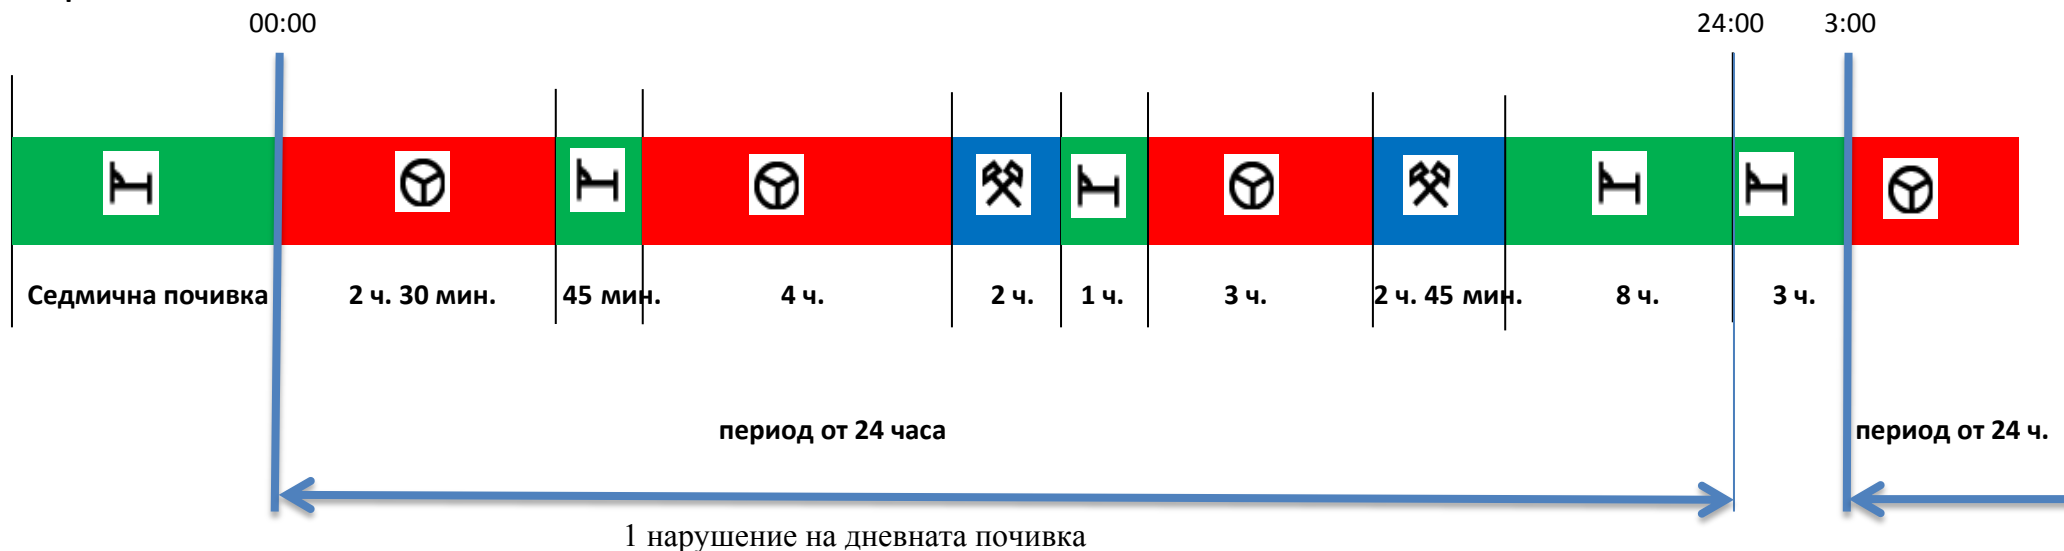 00:00 24:00 3:00
Седмична почивка 2 ч. 30 мин. 45 мин. 4 ч. 2 ч. 1 ч. 3 ч. 2 ч. 45 мин. 8 ч. 3 ч.
период от 24 часа период от 24 ч.
1 нарушение на дневната почивка